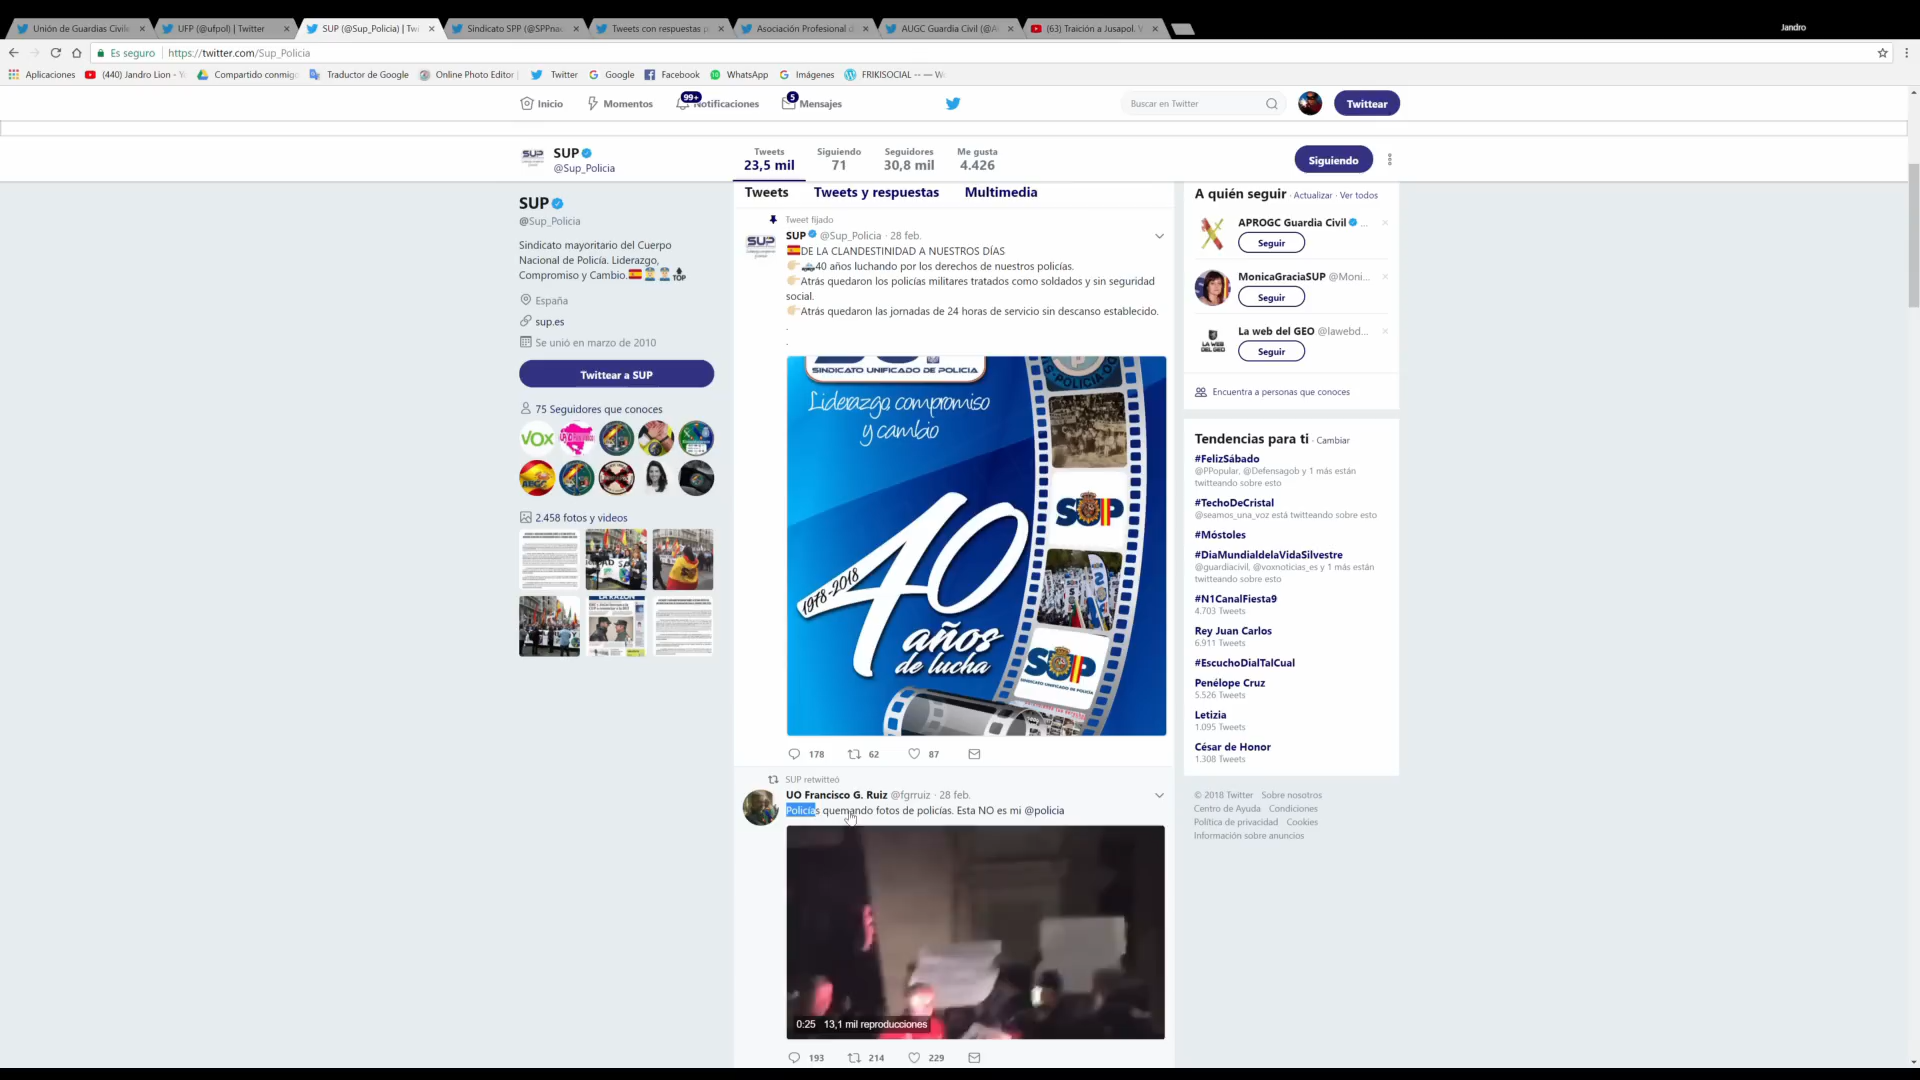 Unión de Guardias Civile
UFP (@ufpol) | Twitter
SUP (@Sup_Policia) | Twi
Sindicato SPP (@SPPnac
Tweets con respuestas p
Asociación Profesional d
AUGC Guardia Civil (@A
(63) Traición a Jusapol. V
Jandro
Es seguro
https://twitter.com/Sup_Policia
Aplicaciones
(440) Jandro Lion - Y
Compartido conmigo
Traductor de Google
Online Photo Editor |
Twitter
Google
Facebook
WhatsApp
Imágenes
FRIKISOCIAL -- — W
Inicio
Momentos
99+
Notificaciones
5
Mensajes
Buscar en Twitter
Twittear
SUP
@Sup_Policia
Tweets
23,5 mil
Siguiendo
71
Seguidores
30,8 mil
Me gusta
4.426
Siguiendo
SUP
@Sup_Policia
Sindicato mayoritario del Cuerpo
Nacional de Policía. Liderazgo,
Compromiso y Cambio.
TOP
España
sup.es
Se unió en marzo de 2010
Twittear a SUP
75 Seguidores que conoces
VOX
2.458 fotos y videos
LA RAZÓN
Tweets
Tweets y respuestas
Multimedia
Tweet fijado
SUP @Sup_Policia · 28 feb.
DE LA CLANDESTINIDAD A NUESTROS DÍAS
40 años luchando por los derechos de nuestros policías.
Atrás quedaron los policías militares tratados como soldados y sin seguridad
social.
Atrás quedaron las jornadas de 24 horas de servicio sin descanso establecido.
.
.
SINDICATO UNIFICADO DE POLICIA
Liderazgo, compromiso
y cambio
SUP
1978-2018
40
años
de lucha
SUP
SINDICATO UNIFICADO DE POLICÍA
178
62
87
SUP retwitteó
UO Francisco G. Ruiz @fgrruiz · 28 feb.
Policías quemando fotos de policías. Esta NO es mi @policia
0:25 13,1 mil reproducciones
193
214
229
A quién seguir · Actualizar · Ver todos
APROGC Guardia Civil ...
Seguir
MonicaGraciaSUP @Moni...
Seguir
LA WEB
DEL GEO
La web del GEO @lawebd...
Seguir
Encuentra a personas que conoces
Tendencias para ti · Cambiar
#FelizSábado
@PPopular, @Defensagob y 1 más están
twitteando sobre esto
#TechoDeCristal
@seamos_una_voz está twitteando sobre esto
#Móstoles
#DiaMundialdelaVidaSilvestre
@guardiacivil, @voxnoticias_es y 1 más están
twitteando sobre esto
#N1CanalFiesta9
4.703 Tweets
Rey Juan Carlos
6.911 Tweets
#EscuchoDialTalCual
Penélope Cruz
5.526 Tweets
Letizia
1.095 Tweets
César de Honor
1.308 Tweets
© 2018 Twitter Sobre nosotros
Centro de Ayuda Condiciones
Política de privacidad Cookies
Información sobre anuncios